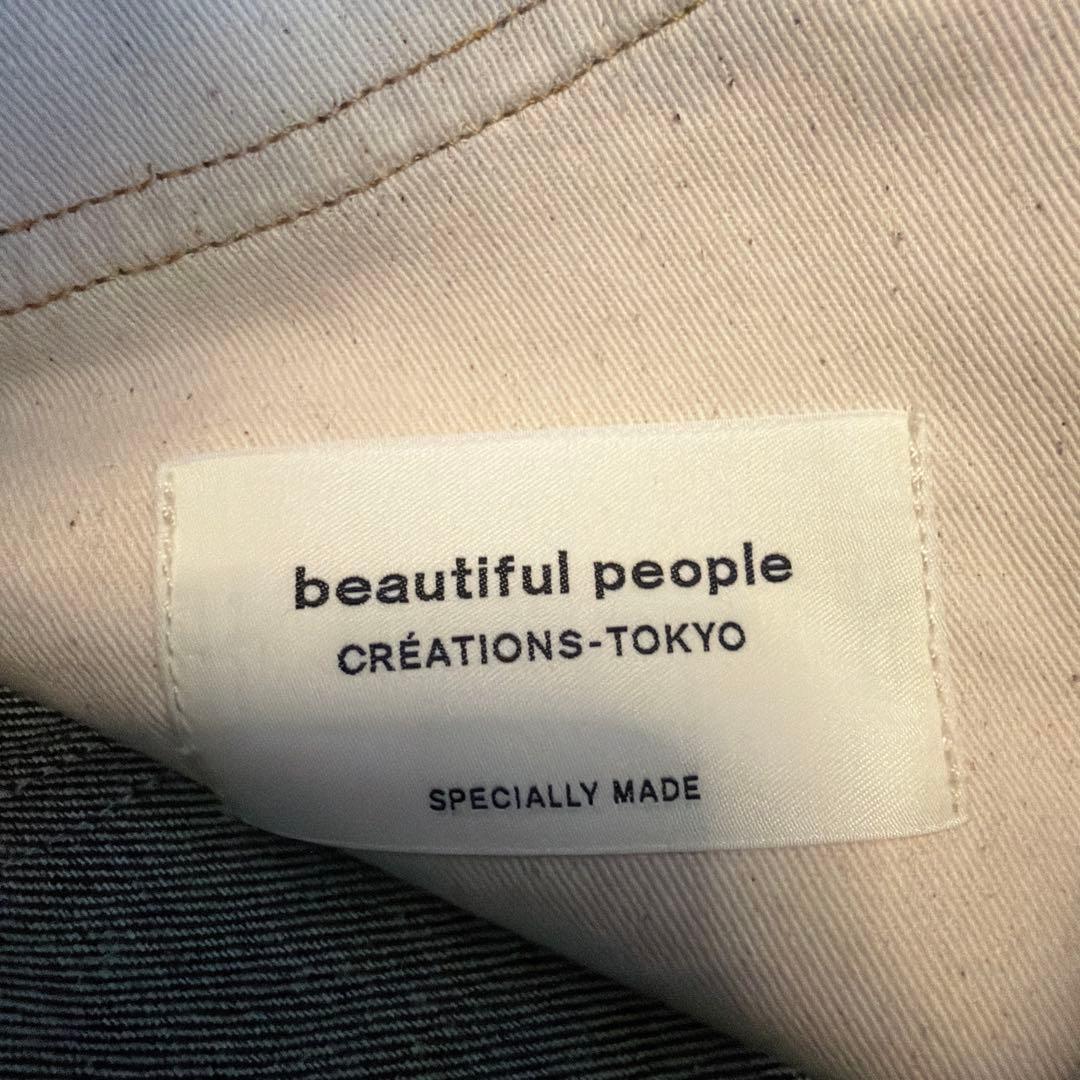 beautiful people
CRÉATIONS-TOKYO
SPECIALLY MADE